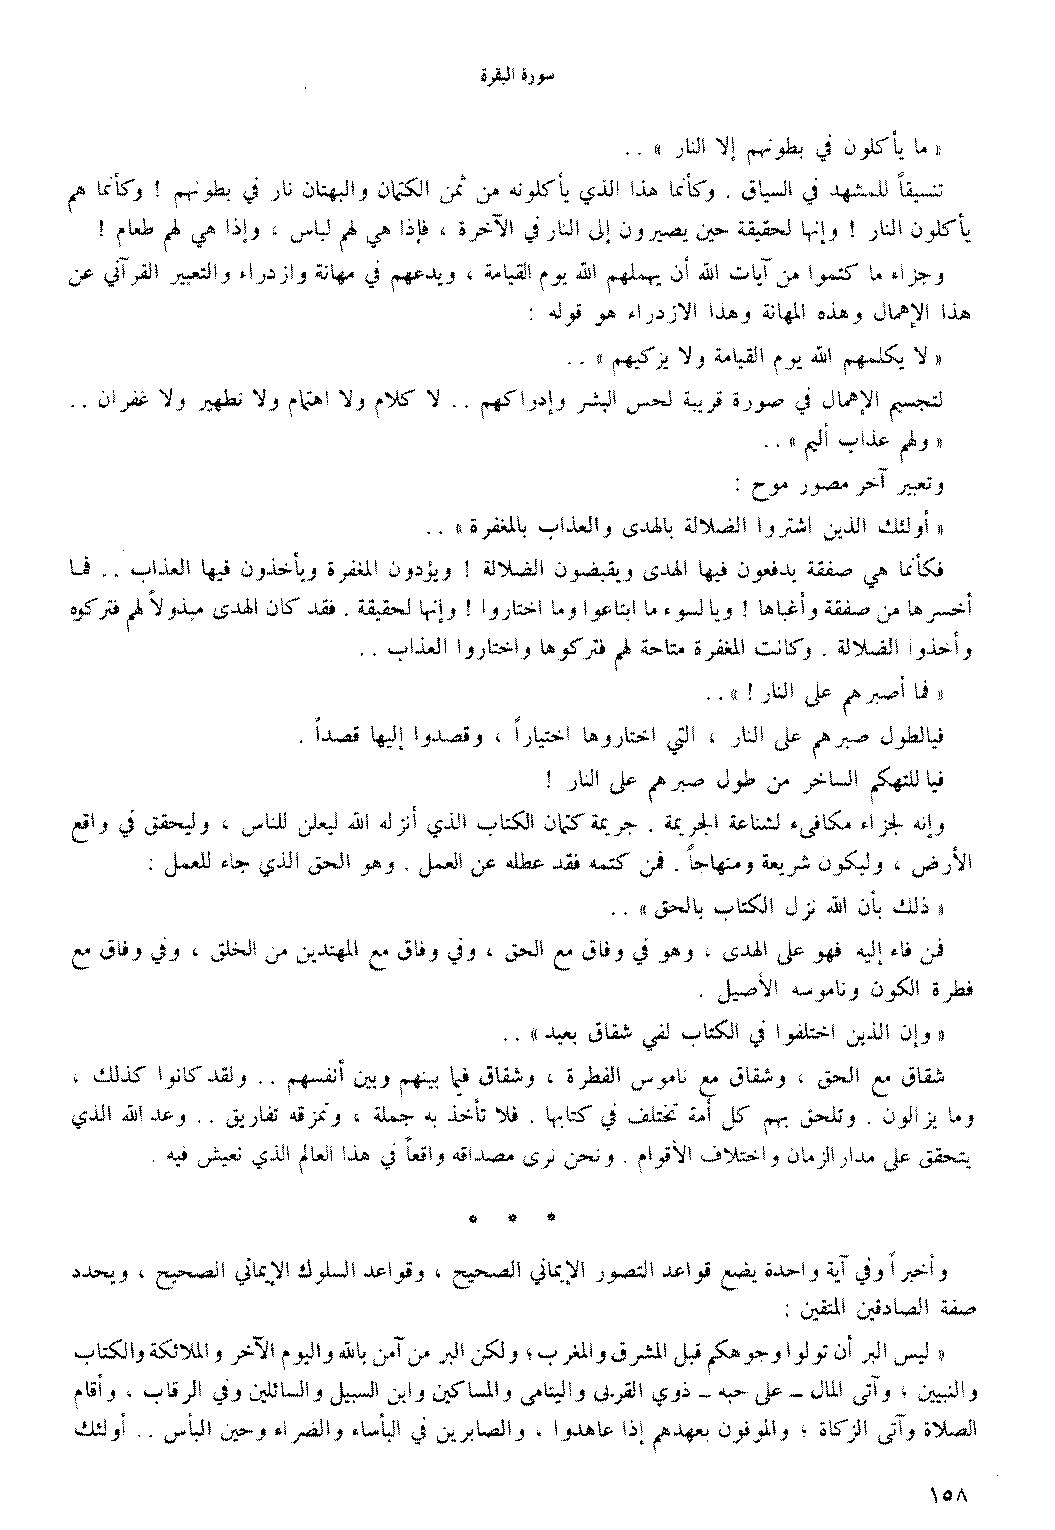 سورة البقرة
« ما يأكلون في بطونهم إلا النار » ..
تنسيقاً للمشهد في السياق . وكأنما هذا الذي يأكلونه من ثمن الكتمان والبهتان نار في بطونهم ! وكأنما هم
يأكلون النار ! وإنها لحقيقة حين يصيرون إلى النار في الآخرة ، فإذا هي لهم لباس ، وإذا هي لهم طعام !
وجزاء ما كتموا من آيات الله أن يهملهم الله يوم القيامة ، ويدعهم في مهانة وازدراء والتعبير القرآني عن
هذا الإهمال وهذه المهانة وهذا الازدراء هو قوله :
« لا يكلمهم الله يوم القيامة ولا يزكيهم » ..
لتجسيم الإهمال في صورة قريبة لحس البشر وإدراكهم .. لا كلام ولا اهتمام ولا تطهير ولا غفران ..
« ولهم عذاب أليم » ..
وتعبير آخر مصور موح :
« أولئك الذين اشتروا الضلالة بالهدى والعذاب بالمغفرة » ..
فكأنما هي صفقة يدفعون فيها الهدى ويقبضون الضلالة ! ويؤدون المغفرة ويأخذون فيها العذاب .. فما
أخسرها من صفقة وأغباها ! ويا لسوء ما ابتاعوا وما اختاروا ! وإنها لحقيقة . فقد كان الهدى مبذولاً لهم فتركوه
وأخذوا الضلالة . وكانت المغفرة متاحة لهم فتركوها واختاروا العذاب ..
« فما أصبرهم على النار ! » ..
فيالطول صبرهم على النار ، التي اختاروها اختياراً ، وقصدوا إليها قصداً .
فيا للتهكم الساخر من طول صبرهم على النار !
وإنه لجزاء مكافىء لشناعة الجريمة . جريمة كتمان الكتاب الذي أنزله الله ليعلن للناس ، وليحقق في واقع
الأرض ، وليكون شريعة ومنهاجاً . فمن كتمه فقد عطله عن العمل . وهو الحق الذي جاء للعمل :
« ذلك بأن الله نزل الكتاب بالحق » ..
فمن فاء إليه فهو على الهدى ، وهو في وفاق مع الحق ، وفي وفاق مع المهتدين من الخلق ، وفي وفاق مع
فطرة الكون وناموسه الأصيل .
« وإن الذين اختلفوا في الكتاب لفي شقاق بعيد » ..
شقاق مع الحق ، وشقاق مع ناموس الفطرة ، وشقاق فيما بينهم وبين أنفسهم .. ولقد كانوا كذلك ،
وما يزالون . وتلحق بهم كل أمة تختلف في كتابها . فلا تأخذ به جملة ، وتمزقه تفاريق .. وعد الله الذي
يتحقق على مدار الزمان واختلاف الأقوام . ونحن نرى مصداقه واقعاً في هذا العالم الذي نعيش فيه .
* * *
وأخيراً وفي آية واحدة يضع قواعد التصور الإيماني الصحيح ، وقواعد السلوك الإيماني الصحيح ، ويحدد
صفة الصادقين المتقين :
« ليس البر أن تولوا وجوهكم قبل المشرق والمغرب ؛ ولكن البر من آمن بالله واليوم الآخر والملائكة والكتاب
والنبيين ؛ وآتى المال – على حبه – ذوي القربى واليتامى والمساكين وابن السبيل والسائلين وفي الرقاب ، وأقام
الصلاة وآتى الزكاة ؛ والموفون بعهدهم إذا عاهدوا ، والصابرين في البأساء والضراء وحين البأس .. أولئك
١٥٨